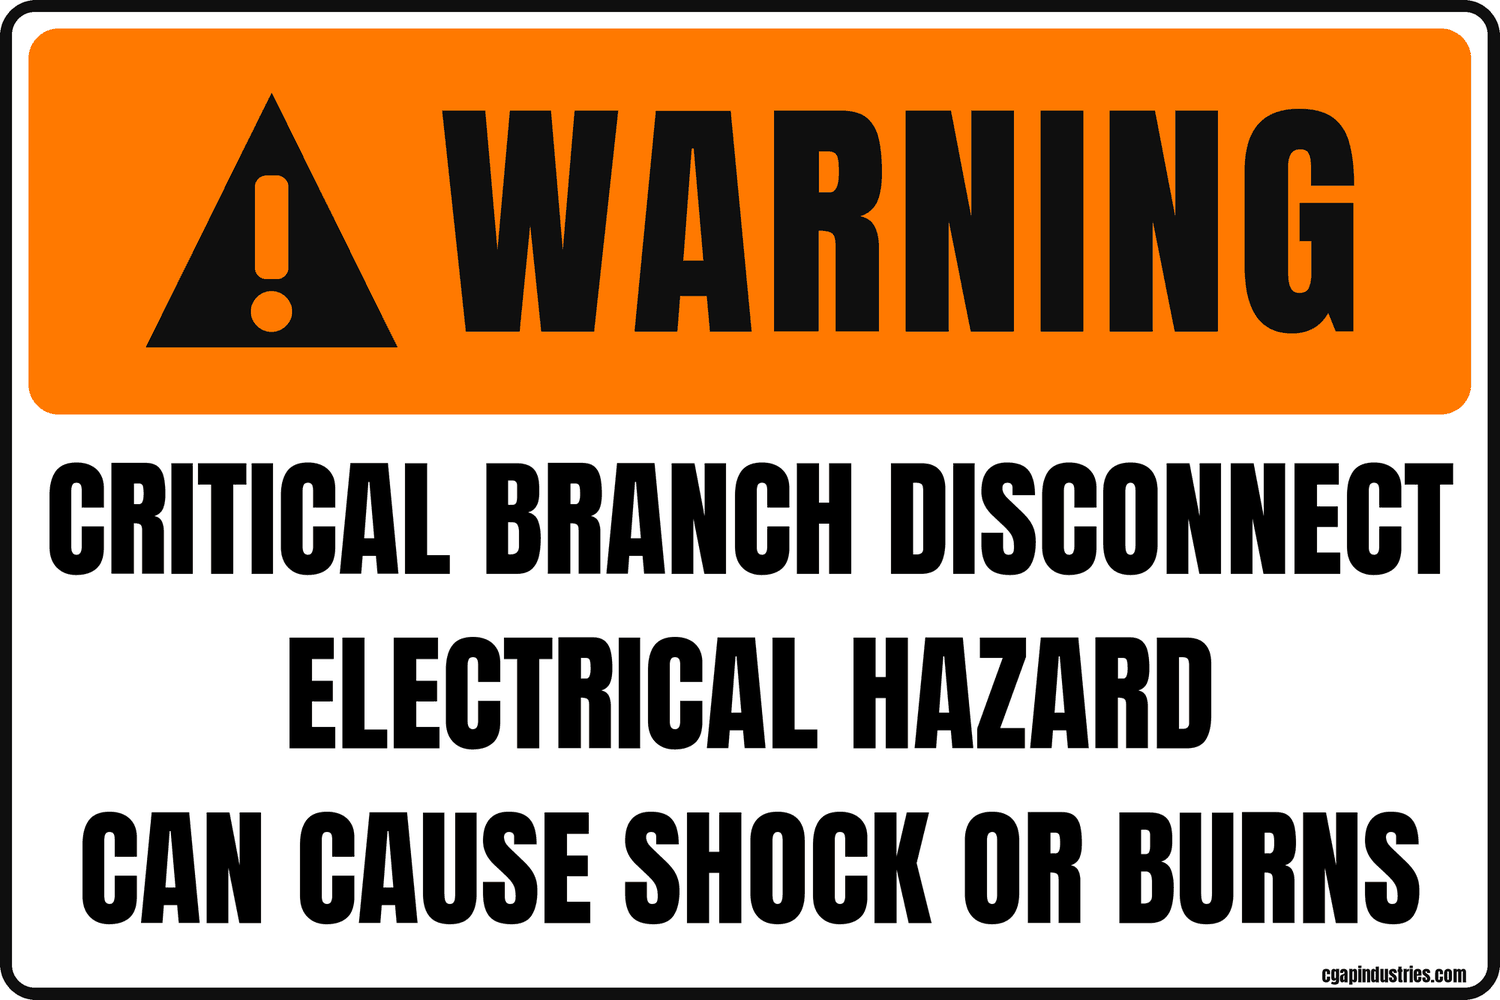 WARNING
CRITICAL BRANCH DISCONNECT
ELECTRICAL HAZARD
CAN CAUSE SHOCK OR BURNS
cgapindustries.com